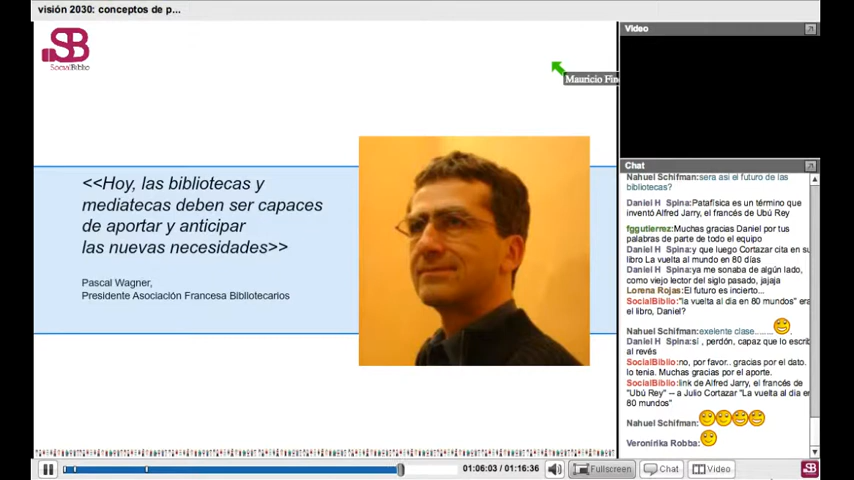 visión 2030: conceptos de p...
SB
SocialBiblio
Mauricio Fin
<<Hoy, las bibliotecas y
mediatecas deben ser capaces
de aportar y anticipar
las nuevas necesidades>>
Pascal Wagner,
Presidente Asociación Francesa Bibliotecarios
Video
Chat
Nahuel Schifman:sera asi el futuro de las
bibliotecas?
Daniel H Spina:Patafísica es un término que
inventó Alfred Jarry, el francés de Ubú Rey
fggutierrez:Muchas gracias Daniel por tus
palabras de parte de todo el equipo
Daniel H Spina:y que luego Cortazar cita en su
libro La vuelta al mundo en 80 días
Daniel H Spina:ya me sonaba de algún lado,
como viejo lector del siglo pasado, jajaja
Lorena Rojas:El futuro es incierto...
SocialBiblio:"la vuelta al dia en 80 mundos" era
el libro, Daniel?
Nahuel Schifman:exelente clase........
Daniel H Spina:sí , perdón, capaz que lo escrib
al revés
SocialBiblio:no, por favor.. gracias por el dato.
lo tenia. Muchas gracias por el aporte.
SocialBiblio:link de Alfred Jarry, el francés de
"Ubú Rey" -- a Julio Cortazar "La vuelta al dia en
80 mundos"
Nahuel Schifman:
Veronirika Robba:
01:06:03 / 01:16:36
Fullscreen
Chat
Video
SB